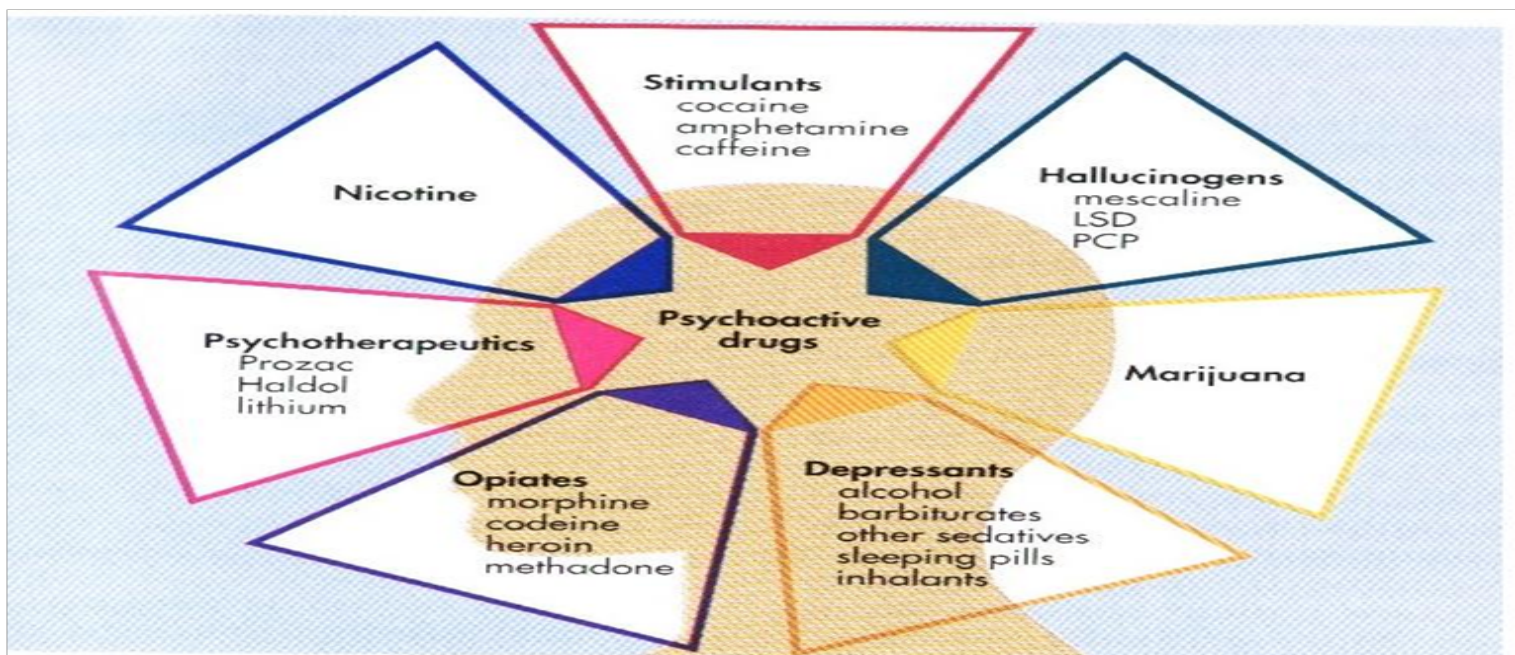 Stimulants
cocaine
amphetamine
caffeine
Hallucinogens
mescaline
LSD
PCP
Nicotine
Psychoactive
drugs
Psychotherapeutics
Prozac
Haldol
lithium
Marijuana
Opiates
morphine
codeine
heroin
methadone
Depressants
alcohol
barbiturates
other sedatives
sleeping pills
inhalants